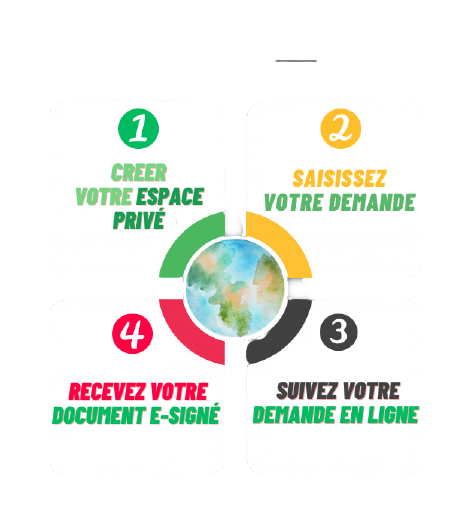 1
CREER
VOTRE ESPACE
PRIVÉ
2
SAISISSEZ
VOTRE DEMANDE
3
SUIVEZ VOTRE
DEMANDE EN LIGNE
4
RECEVEZ VOTRE
DOCUMENT E-SIGNÉ